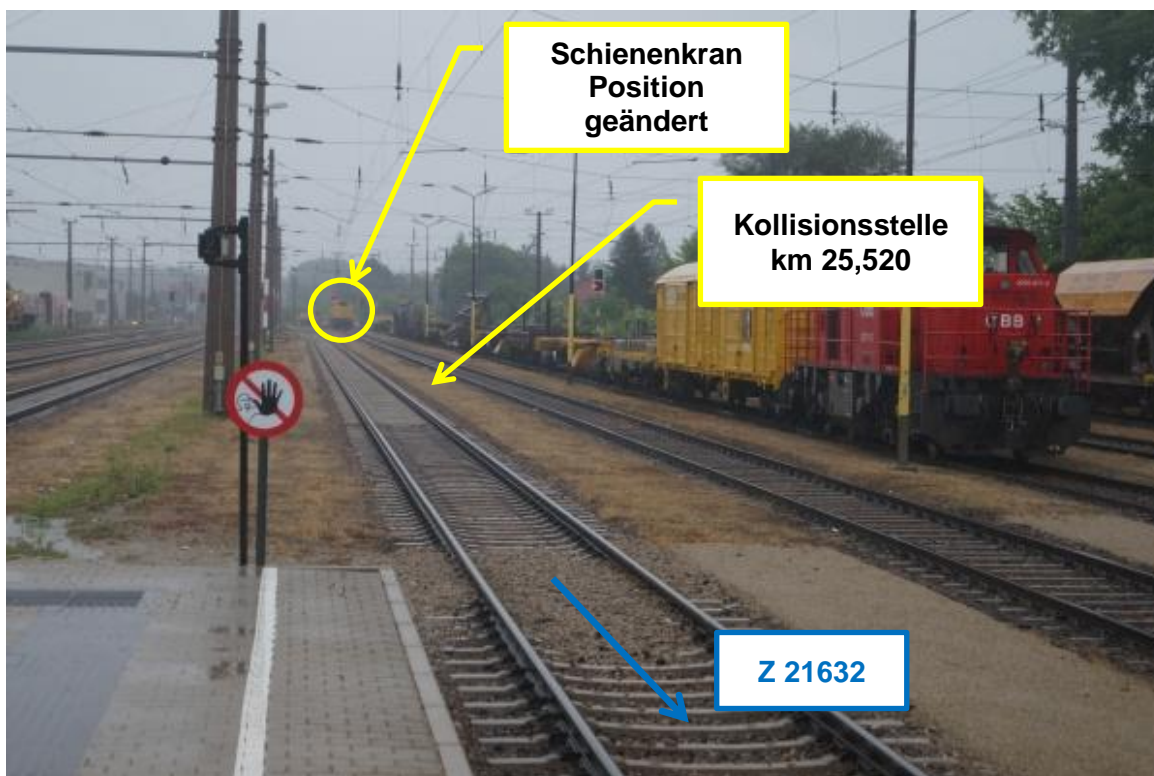 Schienenkran
Position
geändert
Kollisionsstelle
km 25,520
ÖBB
Z 21632